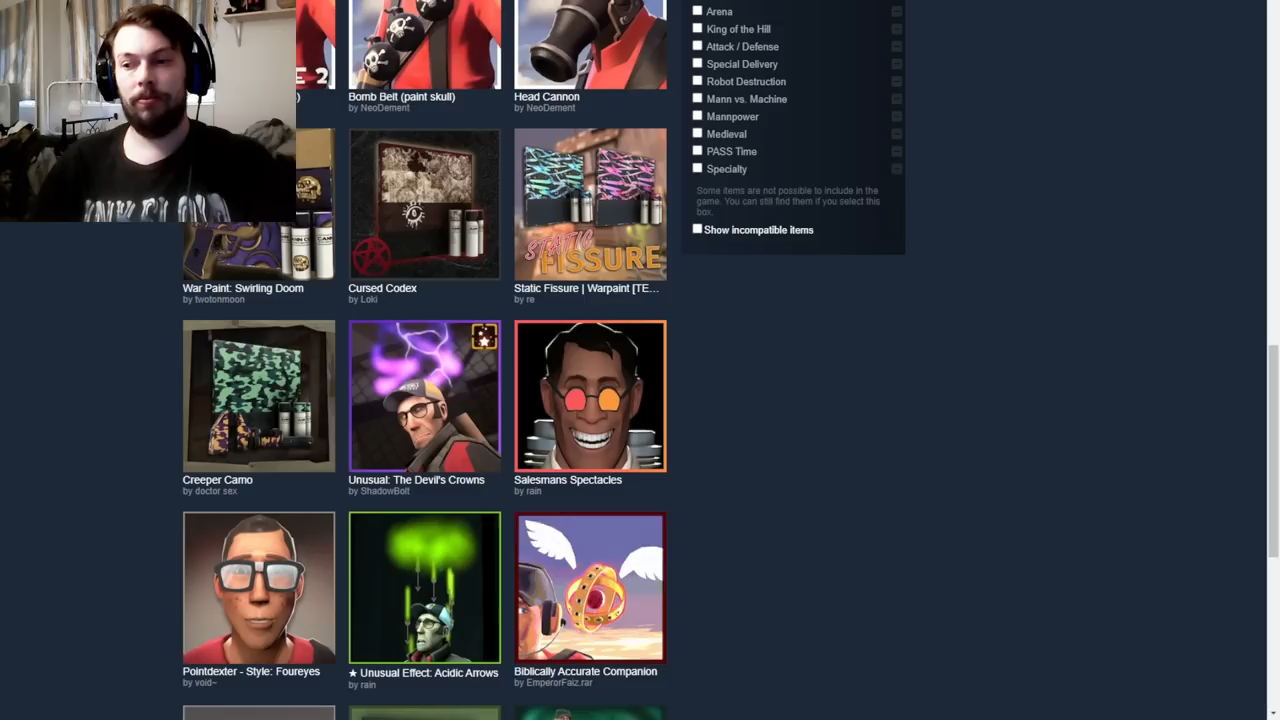 Arena
King of the Hill
Attack / Defense
Special Delivery
Robot Destruction
Mann vs. Machine
Mannpower
Medieval
PASS Time
Specialty
Some items are not possible to include in the
game. You can still find them if you select this
box.
Show incompatible items
E 2
)
Bomb Belt (paint skull)
by NeoDement
Head Cannon
by NeoDement
STATIC
FISSURE
War Paint: Swirling Doom
by twotonmoon
Cursed Codex
by Loki
Static Fissure | Warpaint [TE...
by re
Creeper Camo
by doctor sex
Unusual: The Devil's Crowns
by ShadowBolt
Salesmans Spectacles
by rain
Pointdexter - Style: Foureyes
by void~
★ Unusual Effect: Acidic Arrows
by rain
Biblically Accurate Companion
by EmperorFaiz.rar